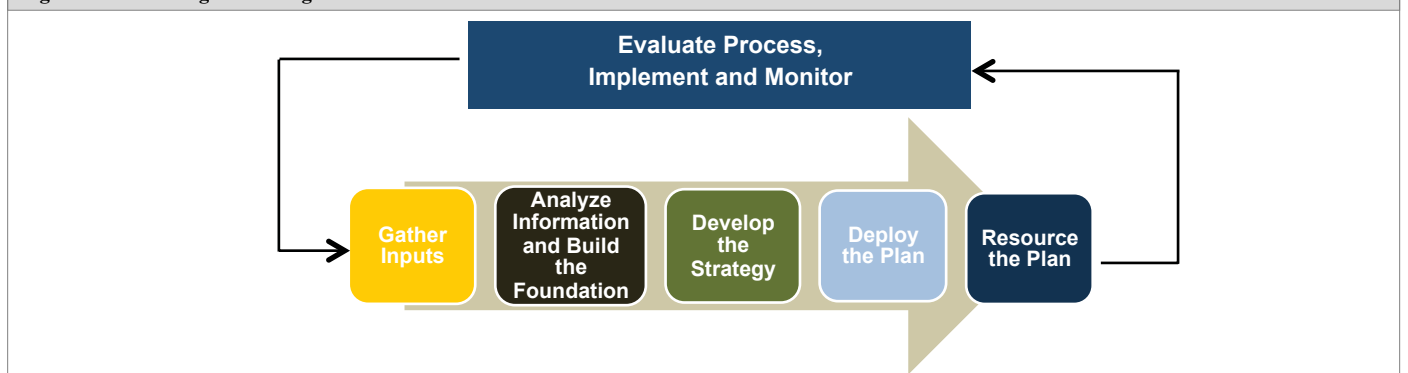 Evaluate Process,
Implement and Monitor
Gather
Inputs
Analyze
Information
and Build
the
Foundation
Develop
the
Strategy
Deploy
the Plan
Resource
the Plan